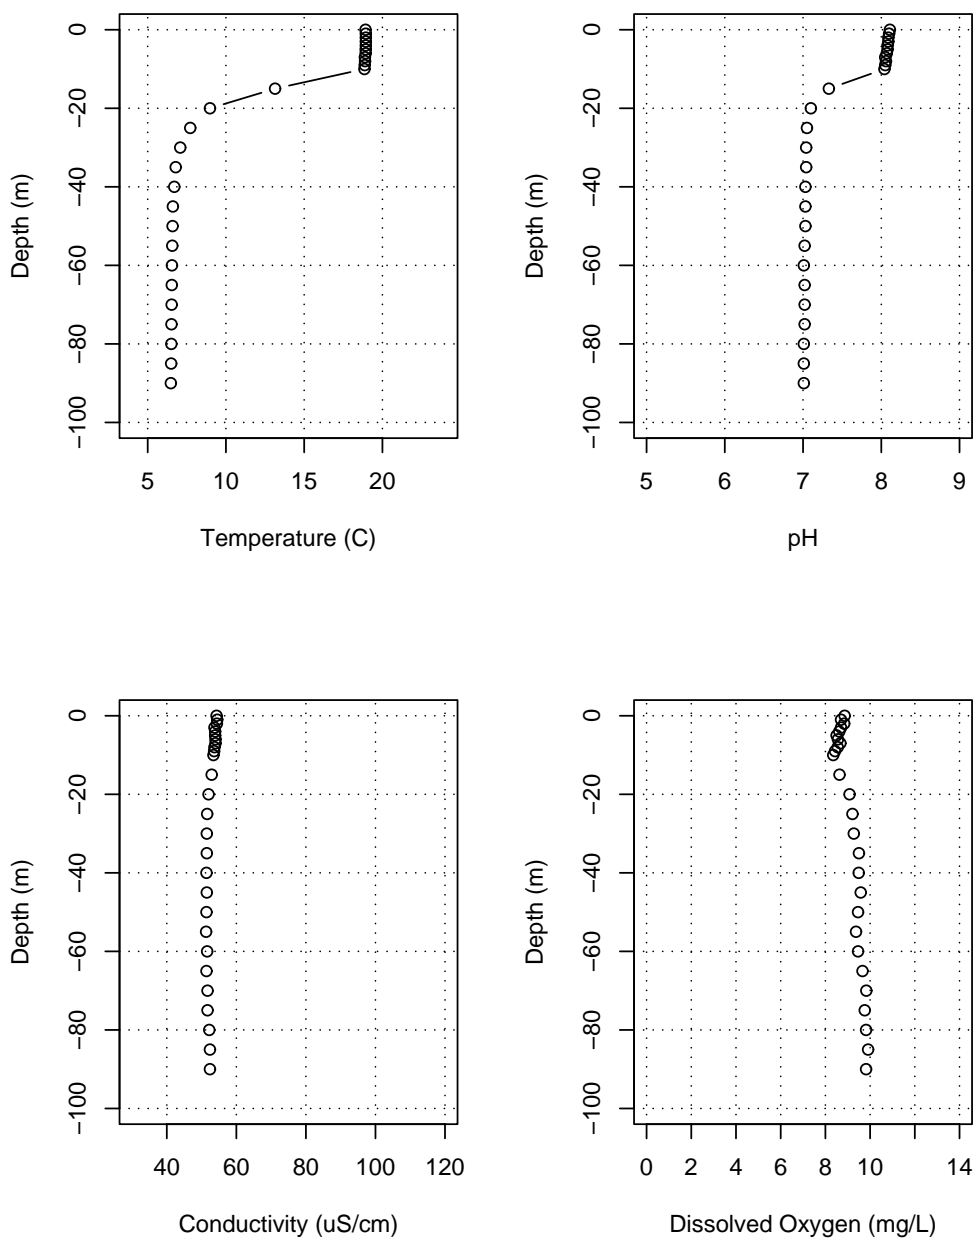 0
−20
−40
−60
−80
−100
Depth (m)
5 10 15 20
Temperature (C)
0
−20
−40
−60
−80
−100
Depth (m)
5 6 7 8 9
pH
0
−20
−40
−60
−80
−100
Depth (m)
40 60 80 100 120
Conductivity (uS/cm)
0
−20
−40
−60
−80
−100
Depth (m)
0 2 4 6 8 10 14
Dissolved Oxygen (mg/L)